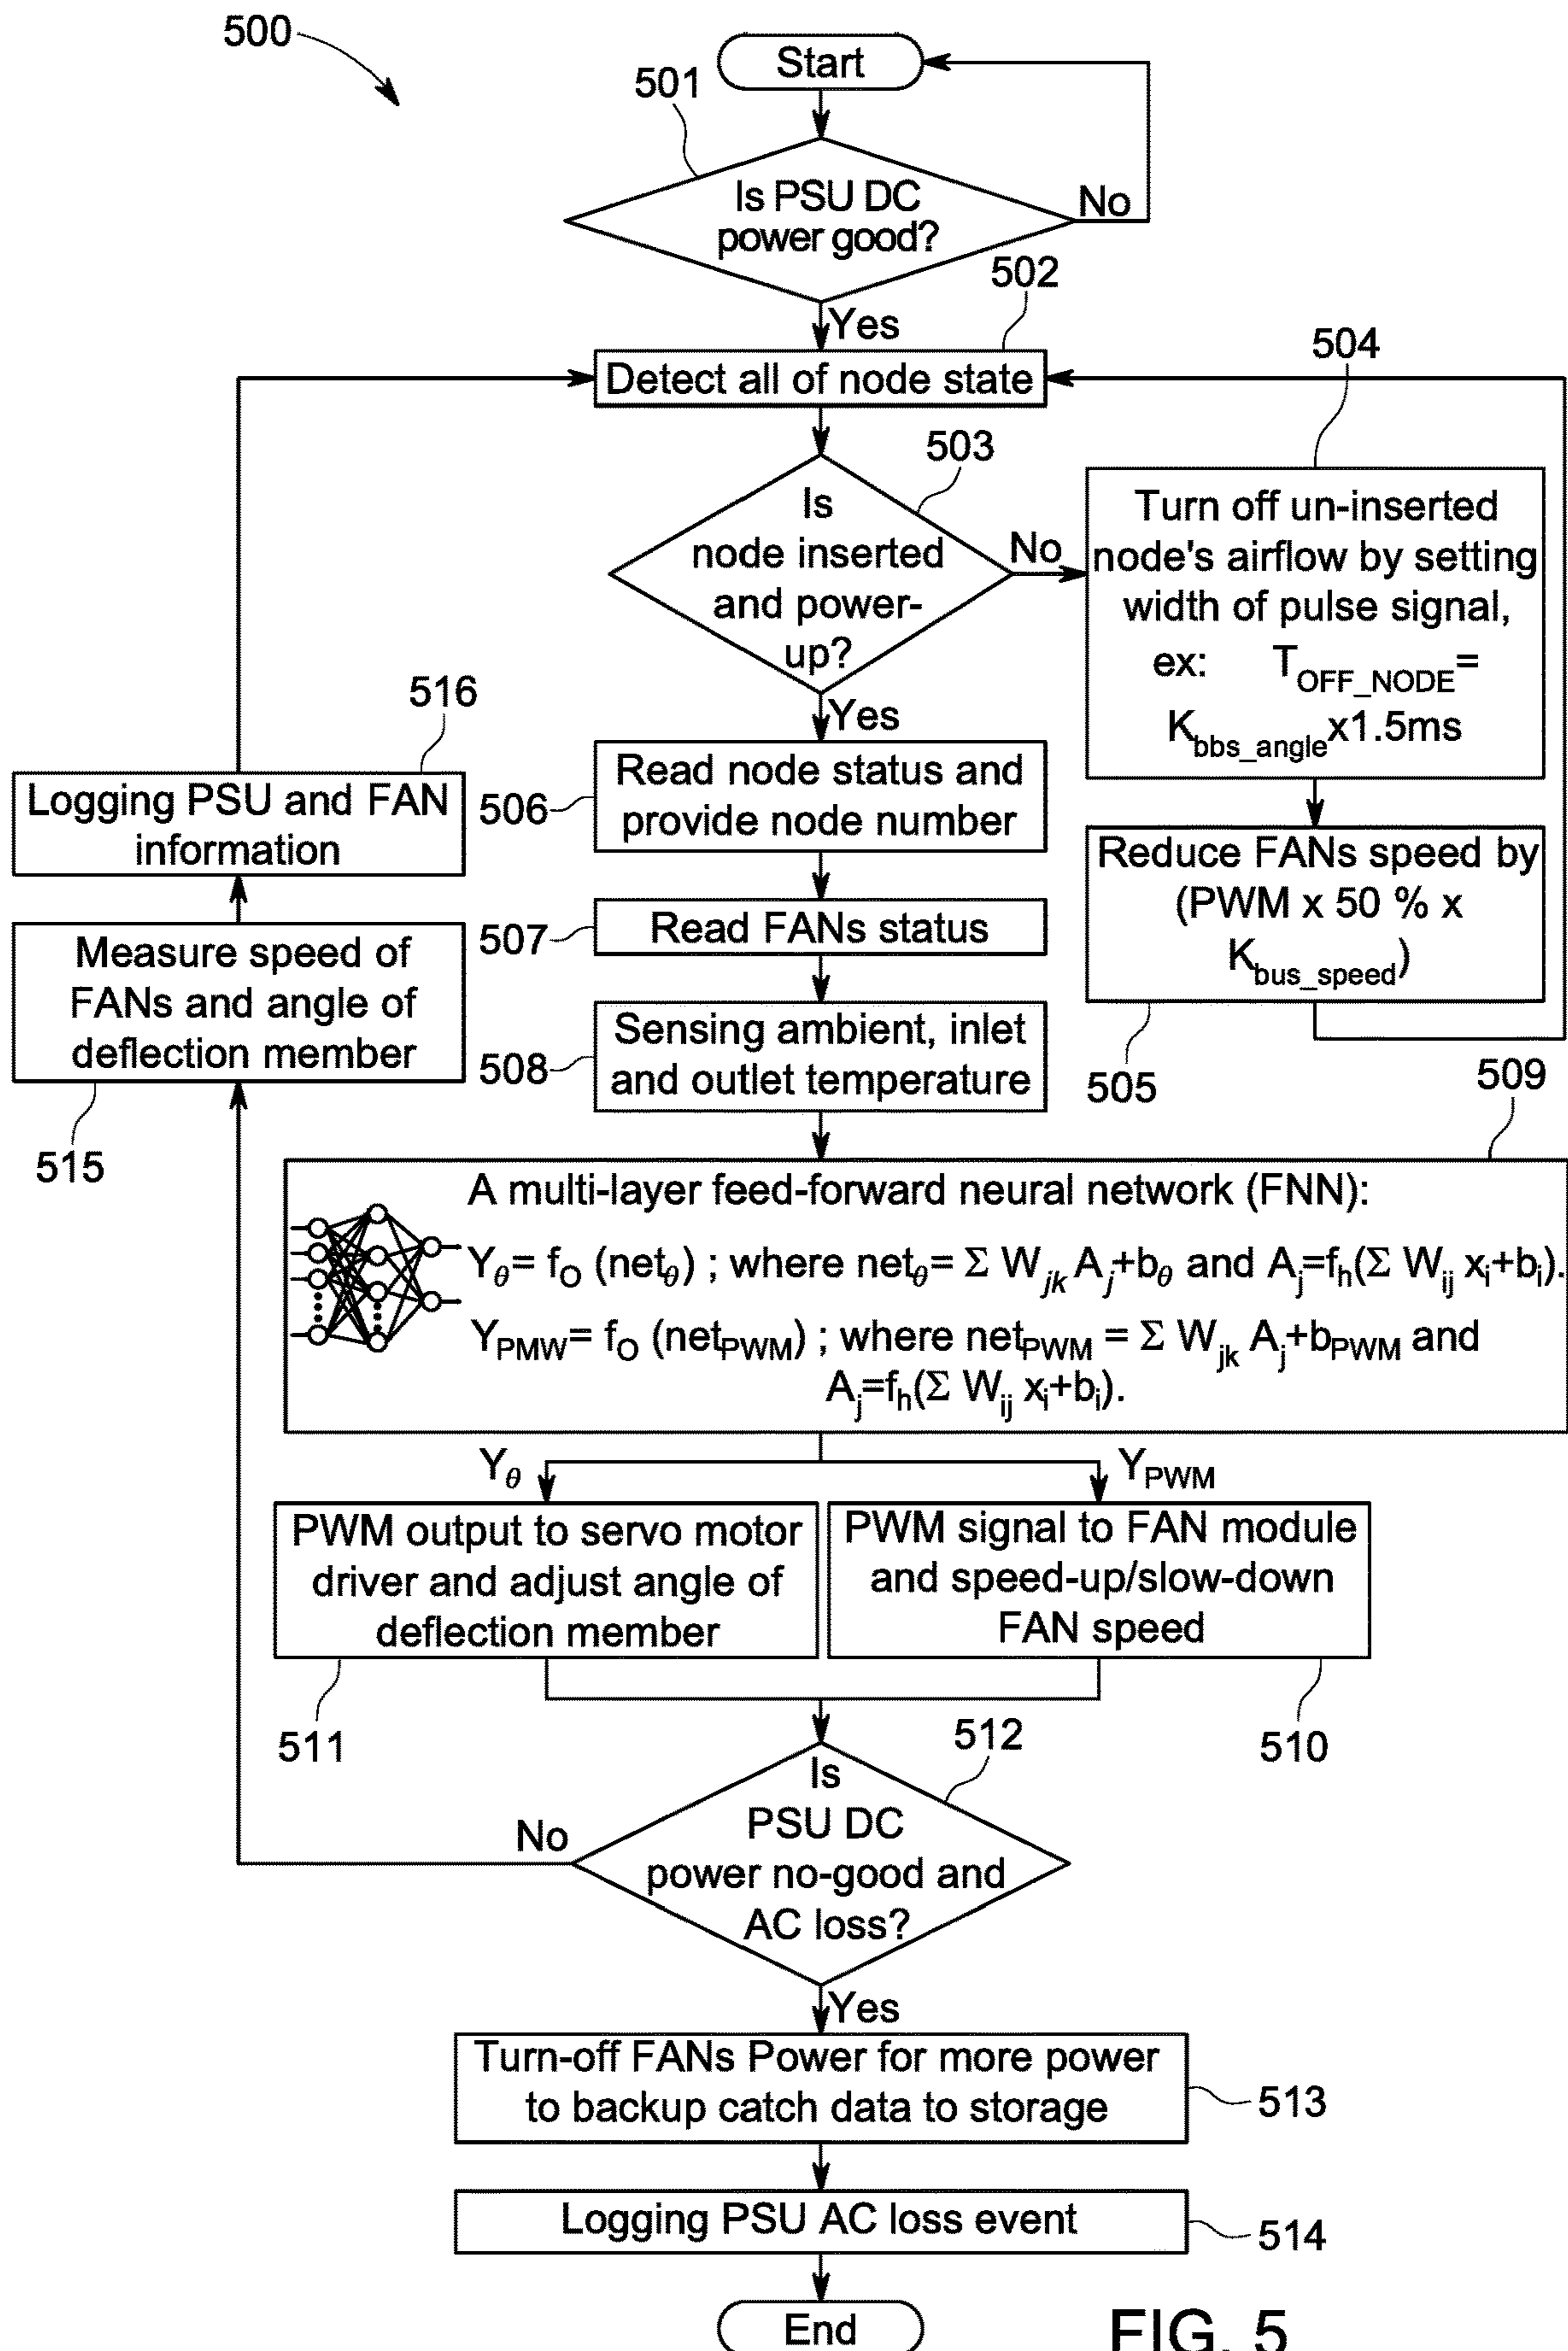 500
Start
501
Is PSU DC
power good?
No
502
Yes
Detect all of node state
503
Is
node inserted
and power-
up?
No
504
Turn off un-inserted
node's airflow by setting
width of pulse signal,
ex: T_OFF_NODE=
K_bbs_angle x1.5ms
Yes
516
Logging PSU and FAN
information
506
Read node status and
provide node number
Reduce FANs speed by
(PWM x 50 % x
K_bus_speed)
505
507
Read FANs status
Measure speed of
FANs and angle of
deflection member
515
508
Sensing ambient, inlet
and outlet temperature
509
A multi-layer feed-forward neural network (FNN):
Y_θ= f_O (net_θ) ; where net_θ= Σ W_jk A_j+b_θ and A_j=f_h(Σ W_ij x_i+b_i).
Y_PMW= f_O (net_PWM) ; where net_PWM = Σ W_jk A_j+b_PWM and
A_j=f_h(Σ W_ij x_i+b_i).
Y_θ
Y_PWM
PWM output to servo motor
driver and adjust angle of
deflection member
511
PWM signal to FAN module
and speed-up/slow-down
FAN speed
510
512
Is
PSU DC
power no-good and
AC loss?
No
Yes
Turn-off FANs Power for more power
to backup catch data to storage
513
Logging PSU AC loss event
514
End
FIG. 5